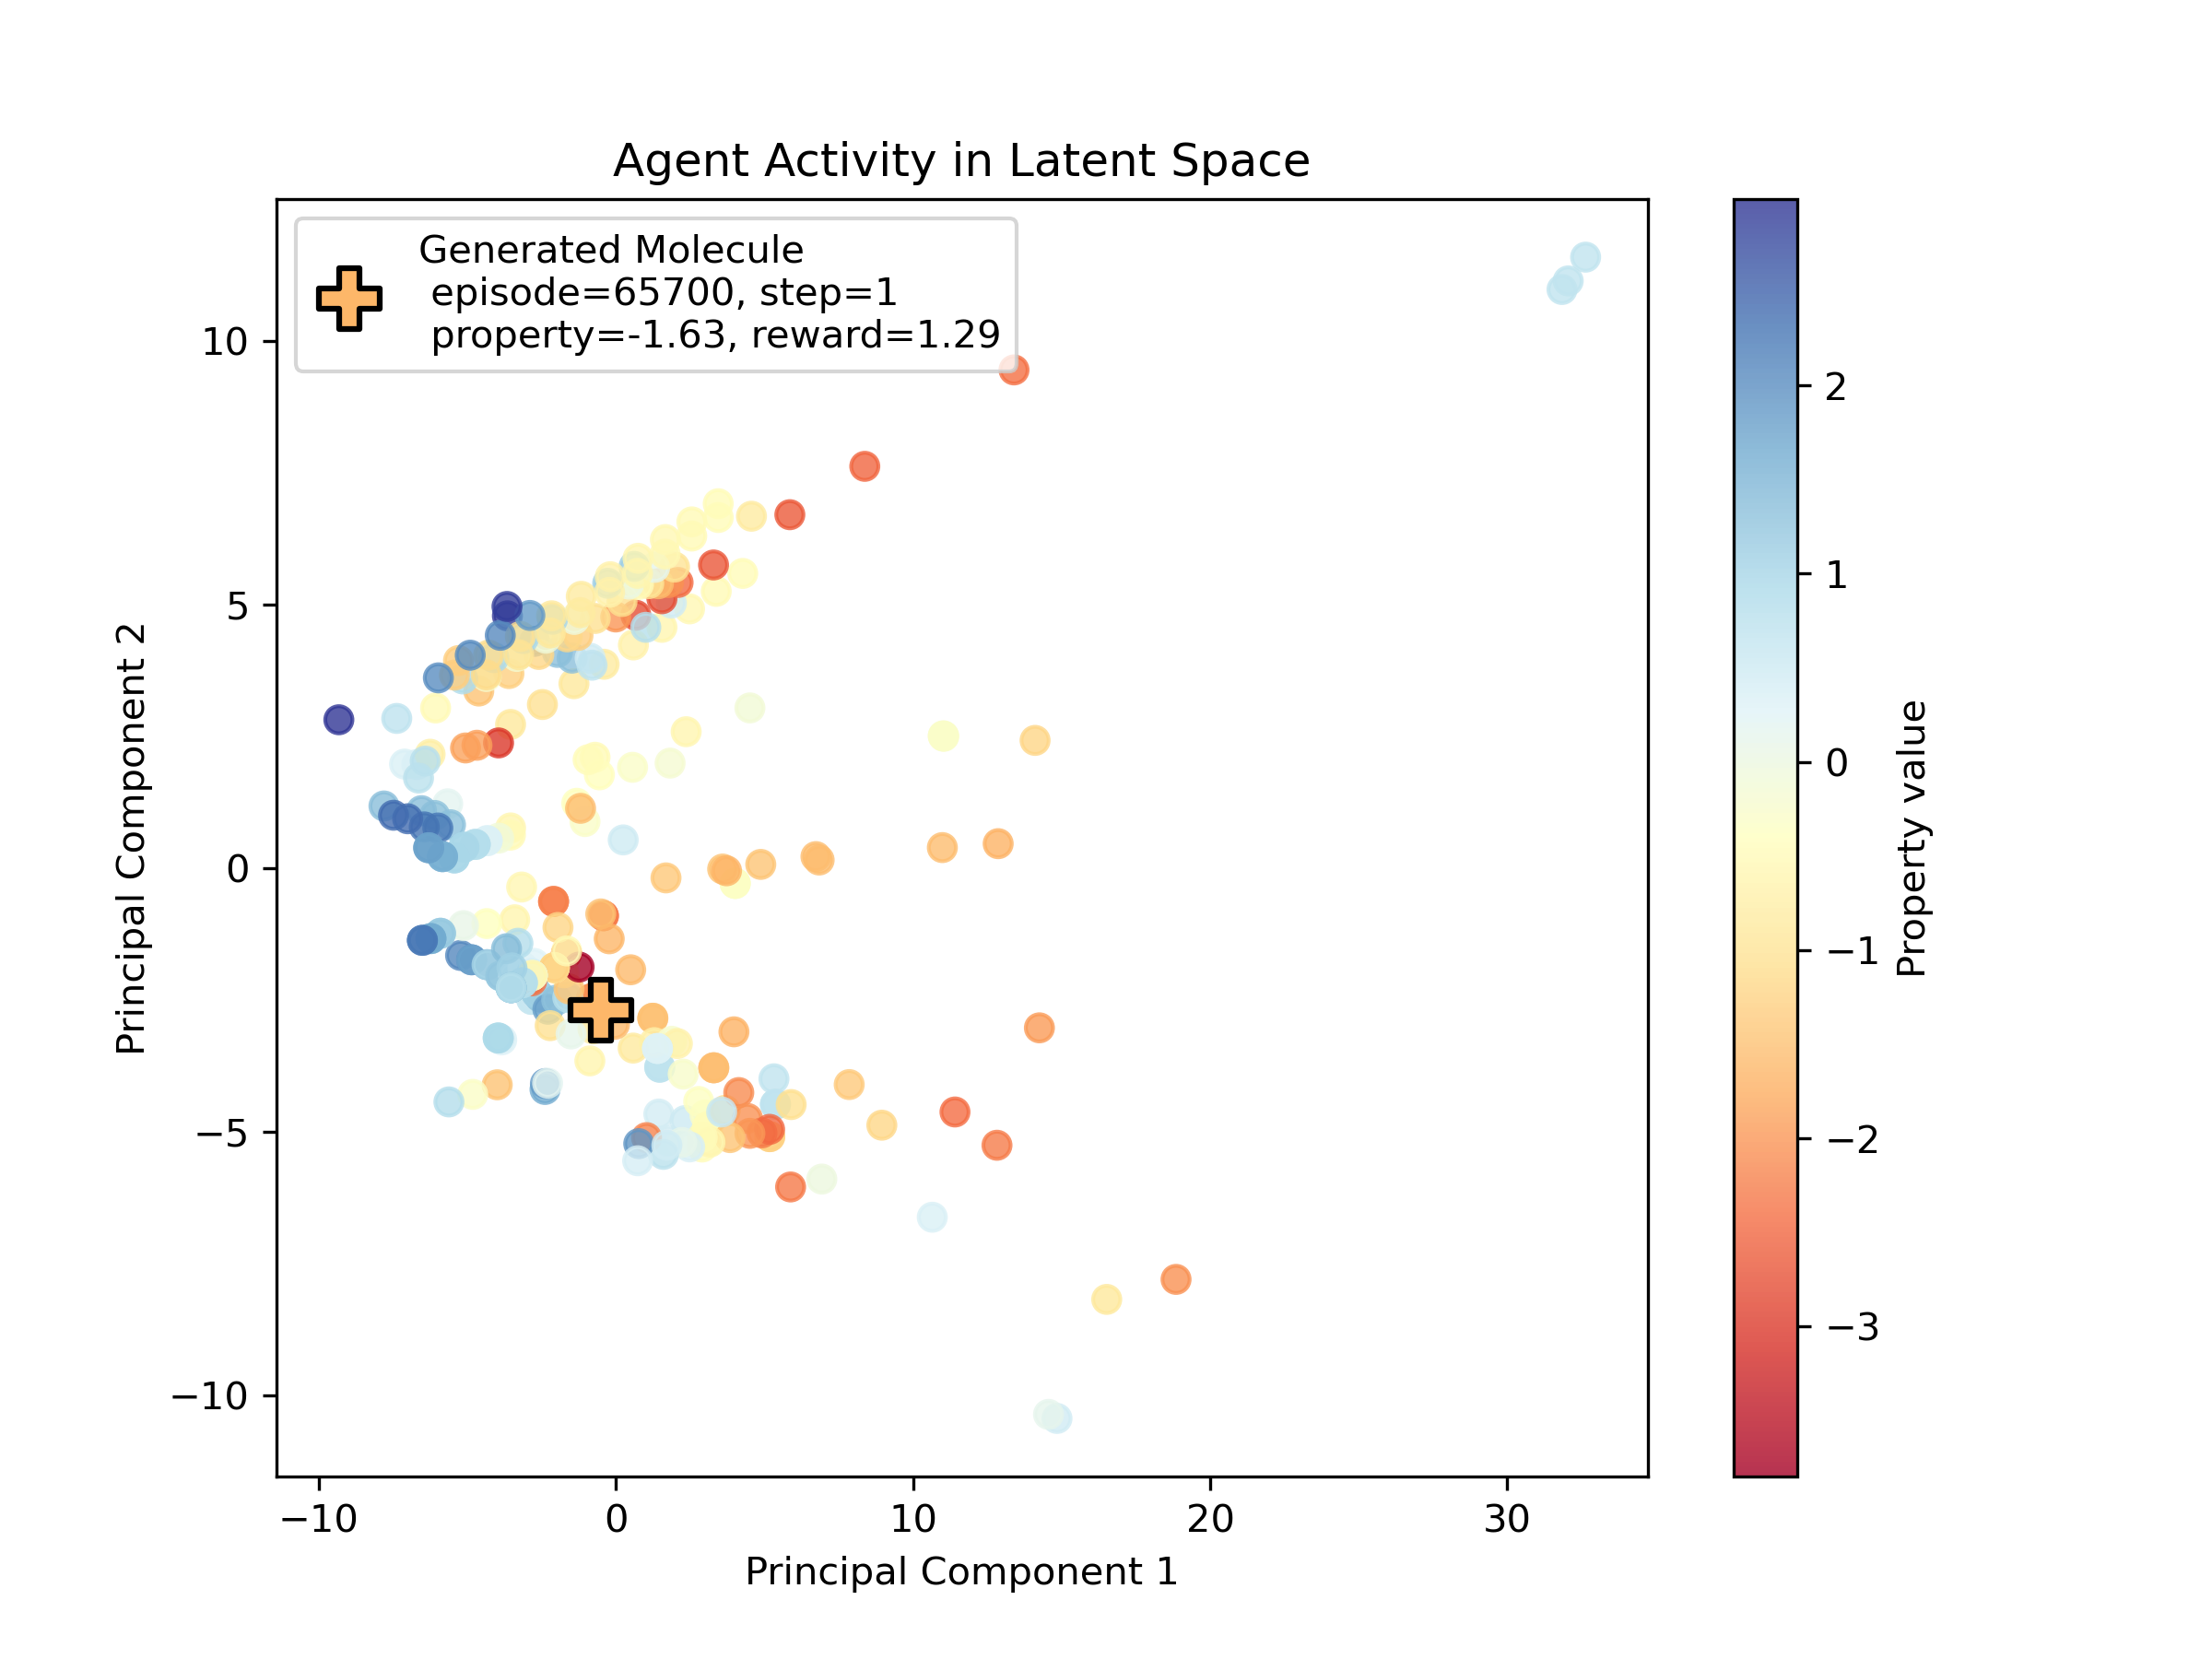 Agent Activity in Latent Space
Generated Molecule
episode=65700, step=1
property=-1.63, reward=1.29
10
5
0
−5
−10
Principal Component 2
−10
0
10
20
30
Principal Component 1
2
1
0
−1
−2
−3
Property value